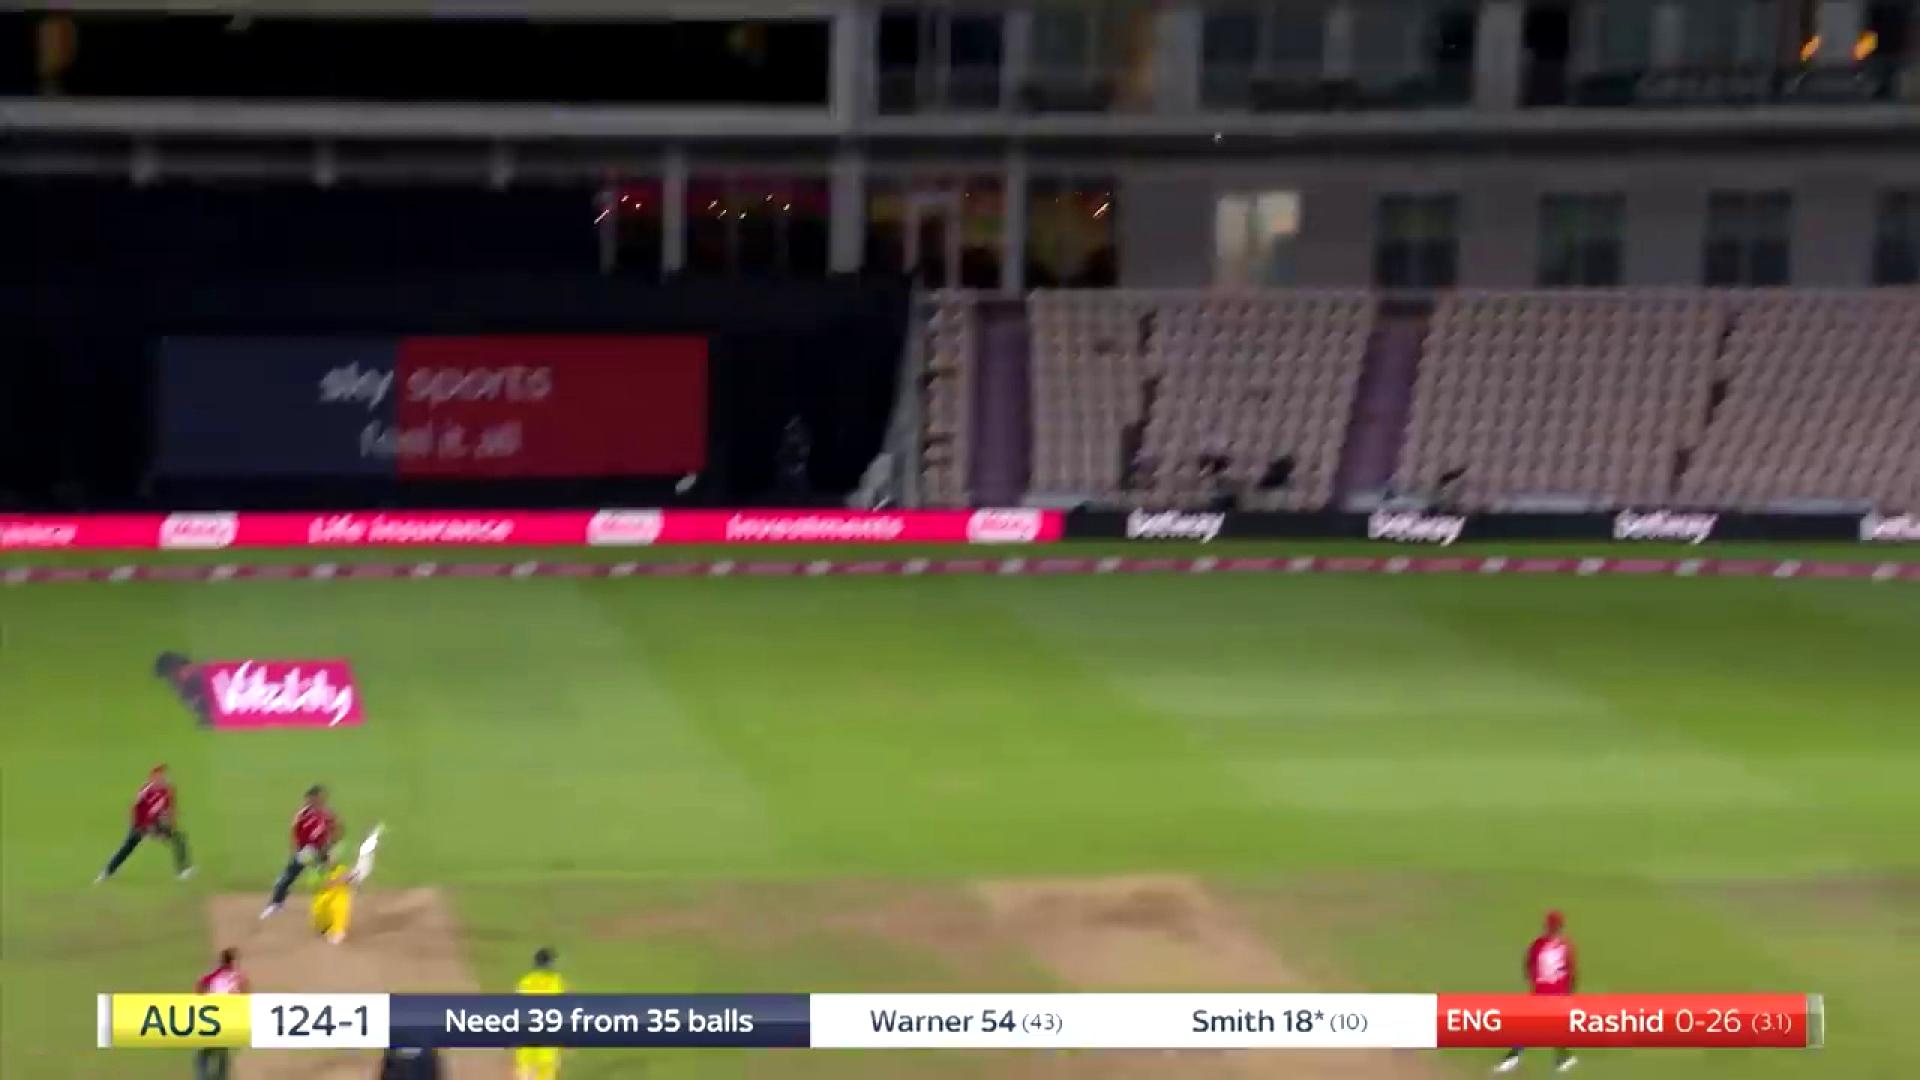 sky sports
feel it all
Life insurance
Investments
betway
betway
betway
Vitality
AUS 124-1 Need 39 from 35 balls Warner 54 (43) Smith 18* (10) ENG Rashid 0-26 (3.1)